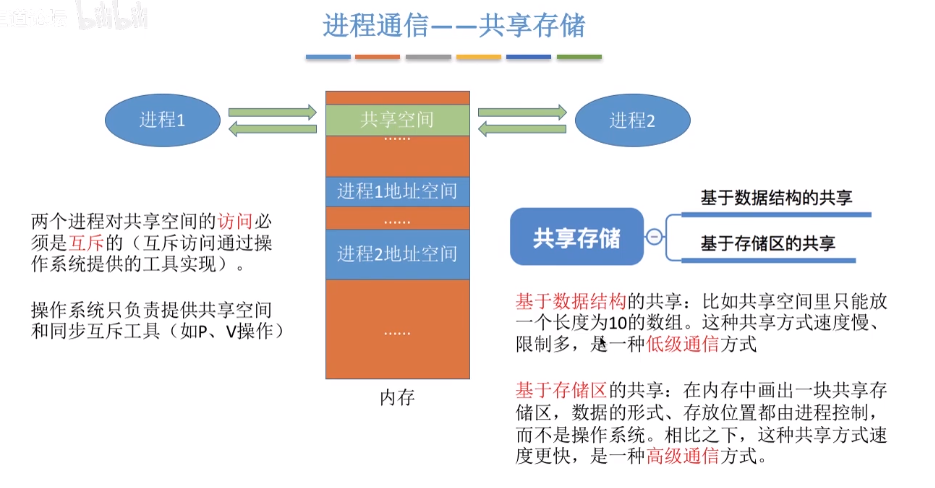 bilibili
进程通信——共享存储
进程1
共享空间
进程2
......
进程1地址空间
......
进程2地址空间
......
内存
两个进程对共享空间的访问必
须是互斥的（互斥访问通过操
作系统提供的工具实现）。
操作系统只负责提供共享空间
和同步互斥工具（如P、V操作）
共享存储
基于数据结构的共享
基于存储区的共享
基于数据结构的共享：比如共享空间里只能放
一个长度为10的数组。这种共享方式速度慢、
限制多，是一种低级通信方式
基于存储区的共享：在内存中画出一块共享存
储区，数据的形式、存放位置都由进程控制，
而不是操作系统。相比之下，这种共享方式速
度更快，是一种高级通信方式。